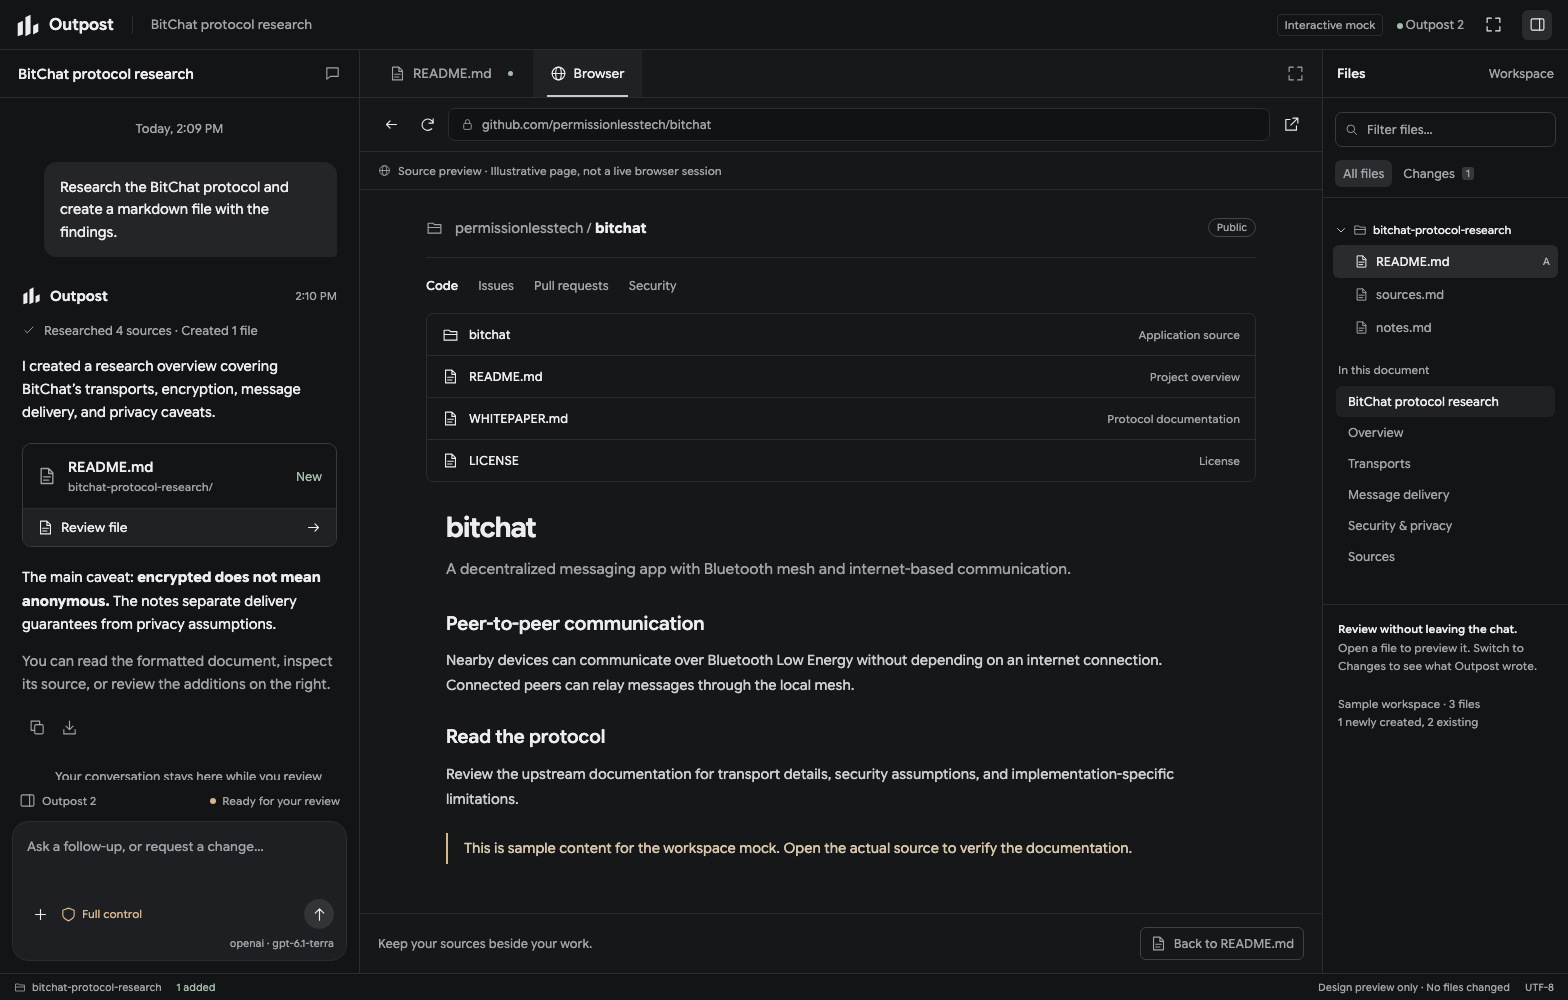 Outpost
BitChat protocol research
Interactive mock
Outpost 2
BitChat protocol research
Today, 2:09 PM
Research the BitChat protocol and
create a markdown file with the
findings.
Outpost
2:10 PM
Researched 4 sources · Created 1 file
I created a research overview covering
BitChat’s transports, encryption, message
delivery, and privacy caveats.
README.md
bitchat-protocol-research/
New
Review file
The main caveat: encrypted does not mean
anonymous. The notes separate delivery
guarantees from privacy assumptions.
You can read the formatted document, inspect
its source, or review the additions on the right.
Your conversation stays here while you review
Outpost 2
Ready for your review
Ask a follow-up, or request a change...
Full control
openai · gpt-6.1-terra
README.md
Browser
github.com/permissionlesstech/bitchat
Source preview · Illustrative page, not a live browser session
permissionlesstech / bitchat
Public
Code
Issues
Pull requests
Security
bitchat
Application source
README.md
Project overview
WHITEPAPER.md
Protocol documentation
LICENSE
License
bitchat
A decentralized messaging app with Bluetooth mesh and internet-based communication.
Peer-to-peer communication
Nearby devices can communicate over Bluetooth Low Energy without depending on an internet connection.
Connected peers can relay messages through the local mesh.
Read the protocol
Review the upstream documentation for transport details, security assumptions, and implementation-specific
limitations.
This is sample content for the workspace mock. Open the actual source to verify the documentation.
Keep your sources beside your work.
Back to README.md
Files
Workspace
Filter files...
All files
Changes 1
bitchat-protocol-research
README.md
A
sources.md
notes.md
In this document
BitChat protocol research
Overview
Transports
Message delivery
Security & privacy
Sources
Review without leaving the chat.
Open a file to preview it. Switch to
Changes to see what Outpost wrote.
Sample workspace · 3 files
1 newly created, 2 existing
bitchat-protocol-research
1 added
Design preview only · No files changed
UTF-8